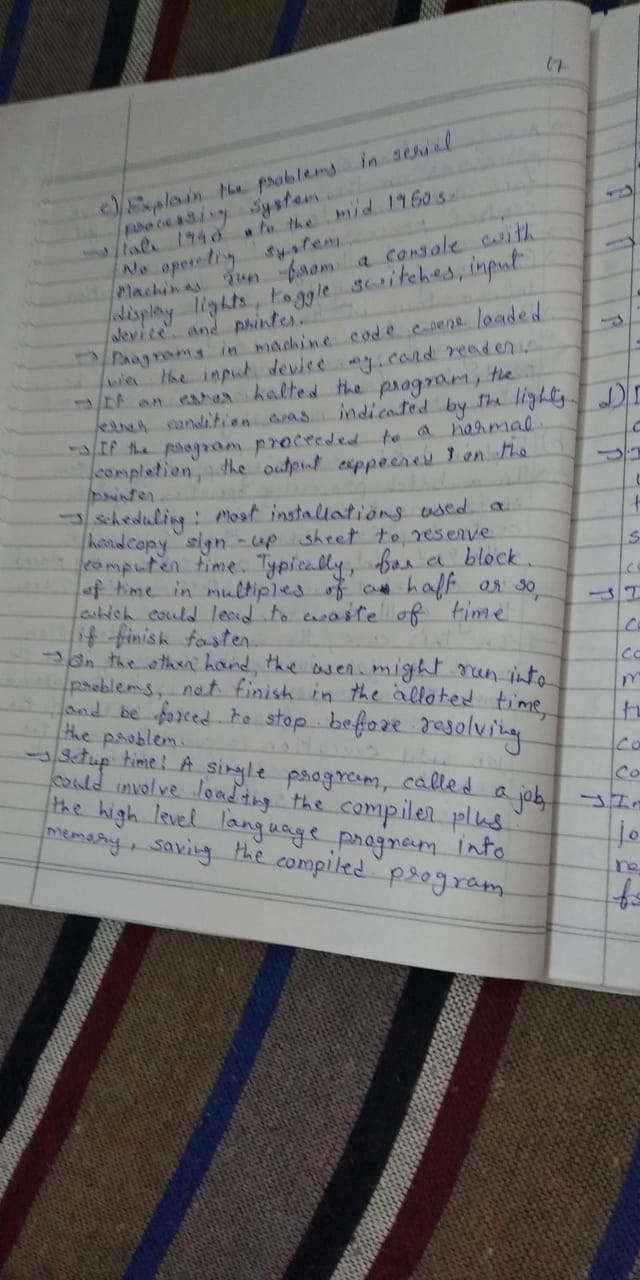 17
c) Explain the problems in serial
processing system.
→ late 1940 to the mid 1960s
No operatig system.
Machines run from a console with
display lights, toggle switches, input
device and printer.
→ Programs in machine code were loaded
via the input device eg. card reader.
→ If an error halted the program, the
error condition was indicated by the lights.
→ If the program proceeded to a normal
completion, the output appeared on the
printer.
→ Scheduling: Most installations used a
hardcopy sign-up sheet to reserve
computer time. Typically, for a block
of time in multiples of a half or so,
which could lead to waste of time
if finish faster.
→ On the other hand, the user might run into
problems, not finish in the alloted time,
and be forced to stop before resolving
the problem.
→ Setup time: A single program, called a job,
could involve loading the compiler plus
the high level language program into
memory, saving the compiled program
→
→
→
d)
→ I
→ I
co
co
m
co
co
→ In
jo
re
fo